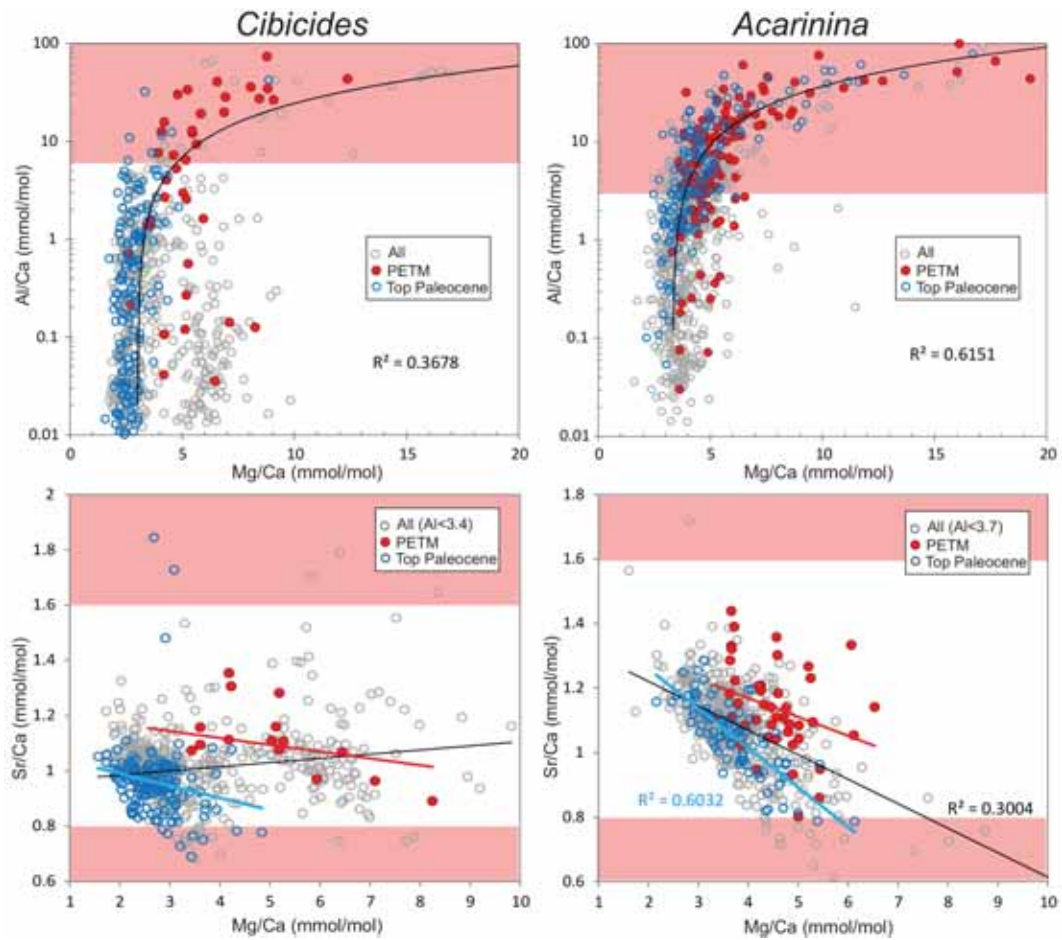 Cibicides
Acarinina
100
10
1
0.1
0.01
Al/Ca (mmol/mol)
All
PETM
Top Paleocene
R² = 0.3678
0 5 10 15 20
Mg/Ca (mmol/mol)
100
10
1
0.1
0.01
Al/Ca (mmol/mol)
All
PETM
Top Paleocene
R² = 0.6151
0 5 10 15 20
Mg/Ca (mmol/mol)
2
1.8
1.6
1.4
1.2
1
0.8
0.6
Sr/Ca (mmol/mol)
All (Al<3.4)
PETM
Top Paleocene
1 2 3 4 5 6 7 8 9 10
Mg/Ca (mmol/mol)
1.8
1.6
1.4
1.2
1
0.8
0.6
Sr/Ca (mmol/mol)
All (Al<3.7)
PETM
Top Paleocene
R² = 0.6032
R² = 0.3004
1 2 3 4 5 6 7 8 9 10
Mg/Ca (mmol/mol)